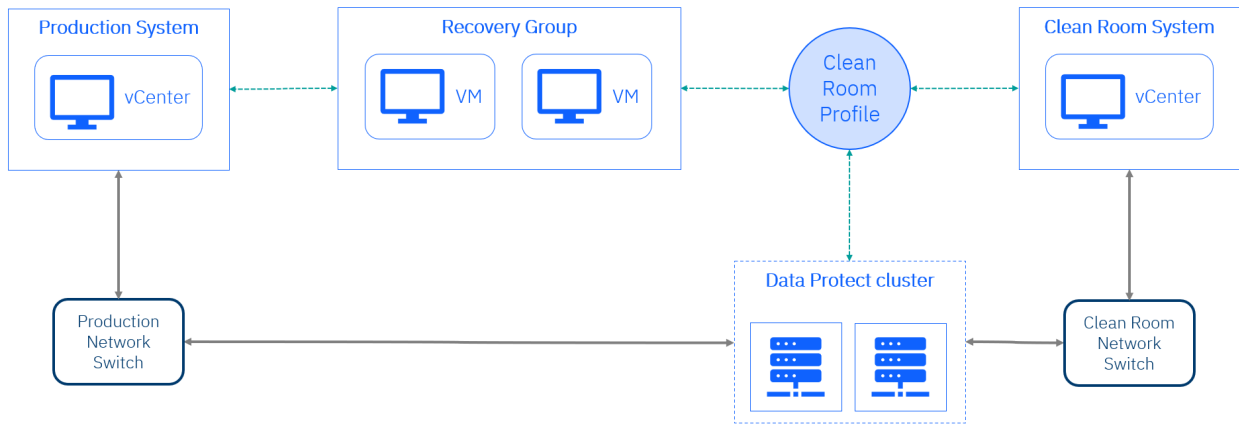 Production System
vCenter
Recovery Group
VM
VM
Clean
Room
Profile
Clean Room System
vCenter
Production
Network
Switch
Data Protect cluster
Clean Room
Network
Switch